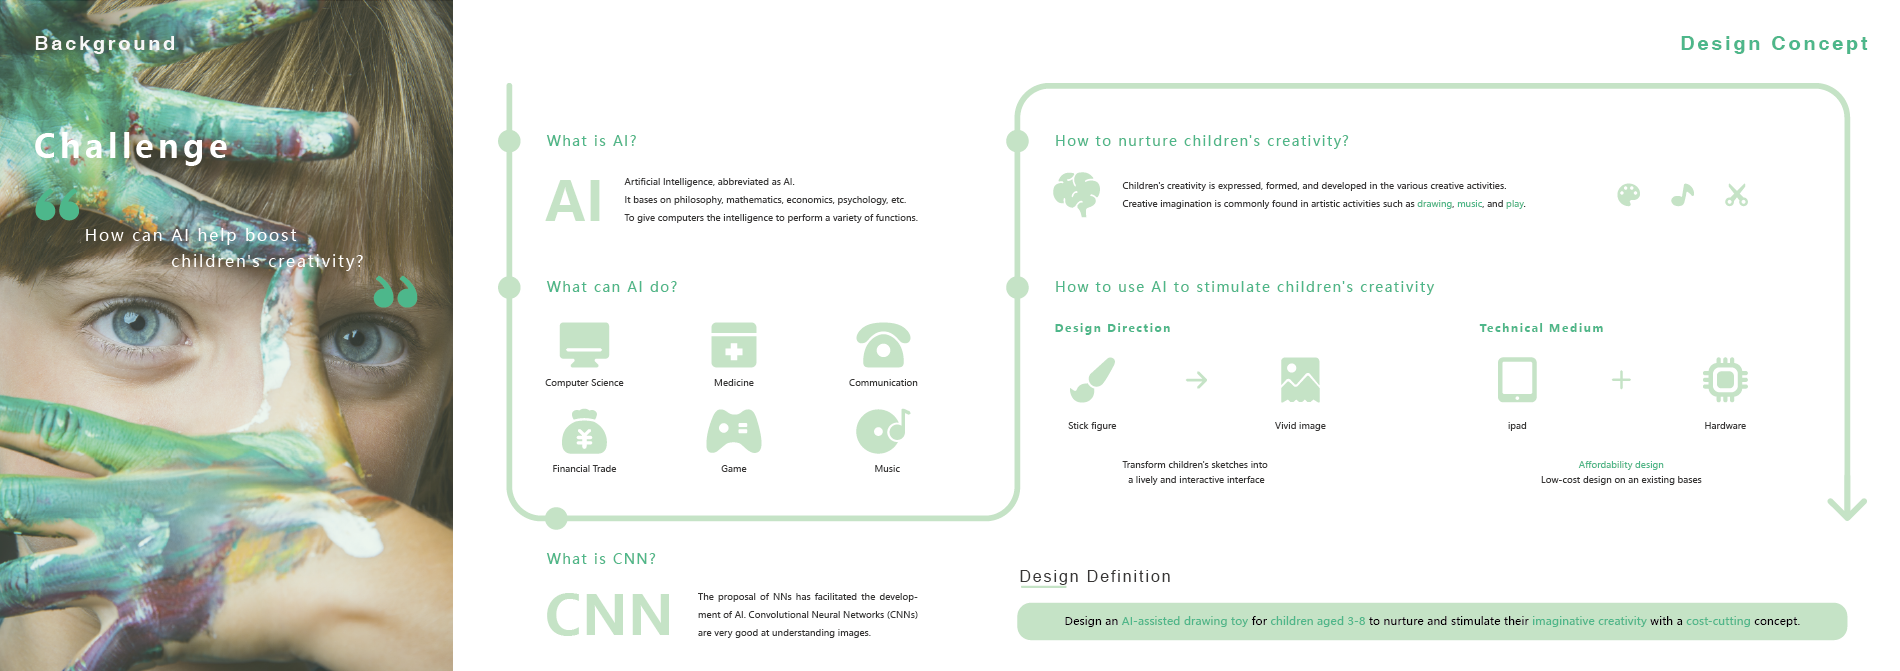 Background
Challenge
How can AI help boost
children's creativity?
Design Concept
What is AI?
AI
Artificial Intelligence, abbreviated as AI.
It bases on philosophy, mathematics, economics, psychology, etc.
To give computers the intelligence to perform a variety of functions.
What can AI do?
Computer Science
Medicine
Communication
Financial Trade
Game
Music
What is CNN?
CNN
The proposal of NNs has facilitated the develop-
ment of AI. Convolutional Neural Networks (CNNs)
are very good at understanding images.
How to nurture children's creativity?
Children's creativity is expressed, formed, and developed in the various creative activities.
Creative imagination is commonly found in artistic activities such as drawing, music, and play.
How to use AI to stimulate children's creativity
Design Direction
Stick figure
Vivid image
Transform children's sketches into
a lively and interactive interface
Technical Medium
ipad
Hardware
Affordability design
Low-cost design on an existing bases
Design Definition
Design an AI-assisted drawing toy for children aged 3-8 to nurture and stimulate their imaginative creativity with a cost-cutting concept.